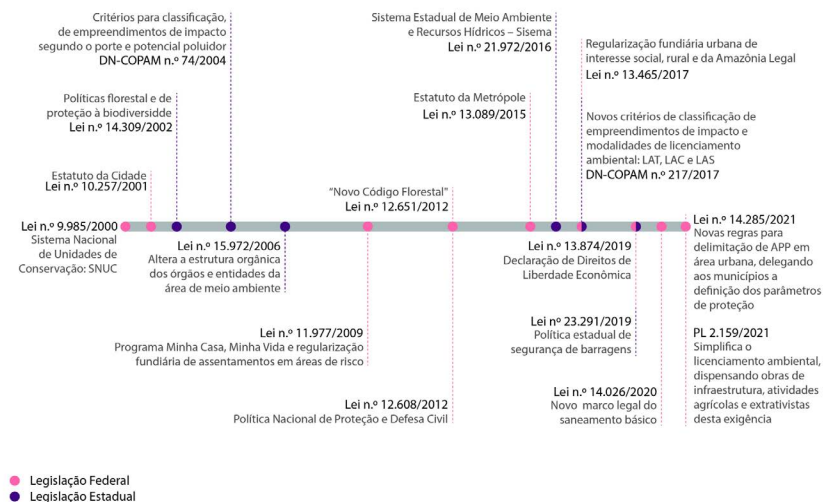 Critérios para classificação,
de empreendimentos de impacto
segundo o porte e potencial poluidor
DN-COPAM n.º 74/2004
Políticas florestal e de
proteção à biodiversidde
Lei n.º 14.309/2002
Estatuto da Cidade
Lei n.º 10.257/2001
Sistema Estadual de Meio Ambiente
e Recursos Hídricos – Sisema
Lei n.º 21.972/2016
Estatuto da Metrópole
Lei n.º 13.089/2015
"Novo Código Florestal"
Lei n.º 12.651/2012
Regularização fundiária urbana de
interesse social, rural e da Amazônia Legal
Lei n.º 13.465/2017
Novos critérios de classificação de
empreendimentos de impacto e
modalidades de licenciamento
ambiental: LAT, LAC e LAS
DN-COPAM n.º 217/2017
Lei n.º 9.985/2000
Sistema Nacional
de Unidades de
Conservação: SNUC
Lei n.º 15.972/2006
Altera a estrutura orgânica
dos órgãos e entidades da
área de meio ambiente
Lei n.º 11.977/2009
Programa Minha Casa, Minha Vida e regularização
fundiária de assentamentos em áreas de risco
Lei n.º 12.608/2012
Política Nacional de Proteção e Defesa Civil
Lei n.º 13.874/2019
Declaração de Direitos de
Liberdade Econômica
Lei nº 23.291/2019
Política estadual de
segurança de barragens
Lei n.º 14.026/2020
Novo marco legal do
saneamento básico
Lei n.º 14.285/2021
Novas regras para
delimitação de APP em
área urbana, delegando
aos municípios a
definição dos parâmetros
de proteção
PL 2.159/2021
Simplifica o
licenciamento ambiental,
dispensando obras de
infraestrutura, atividades
agrícolas e extrativistas
desta exigência
Legislação Federal
Legislação Estadual